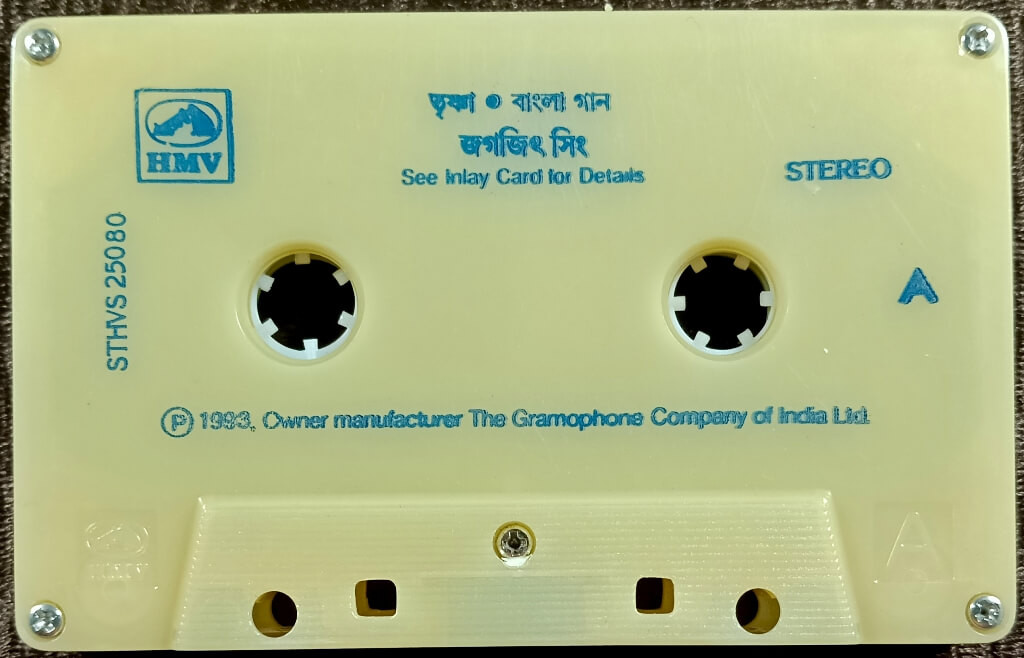 তৃষ্ণা • বাংলা গান
জগজিৎ সিং
See Inlay Card for Details
HMV
STEREO
STHVS 25080
A
Ⓟ 1993, Owner manufacturer The Gramophone Company of India Ltd.
HMV
A